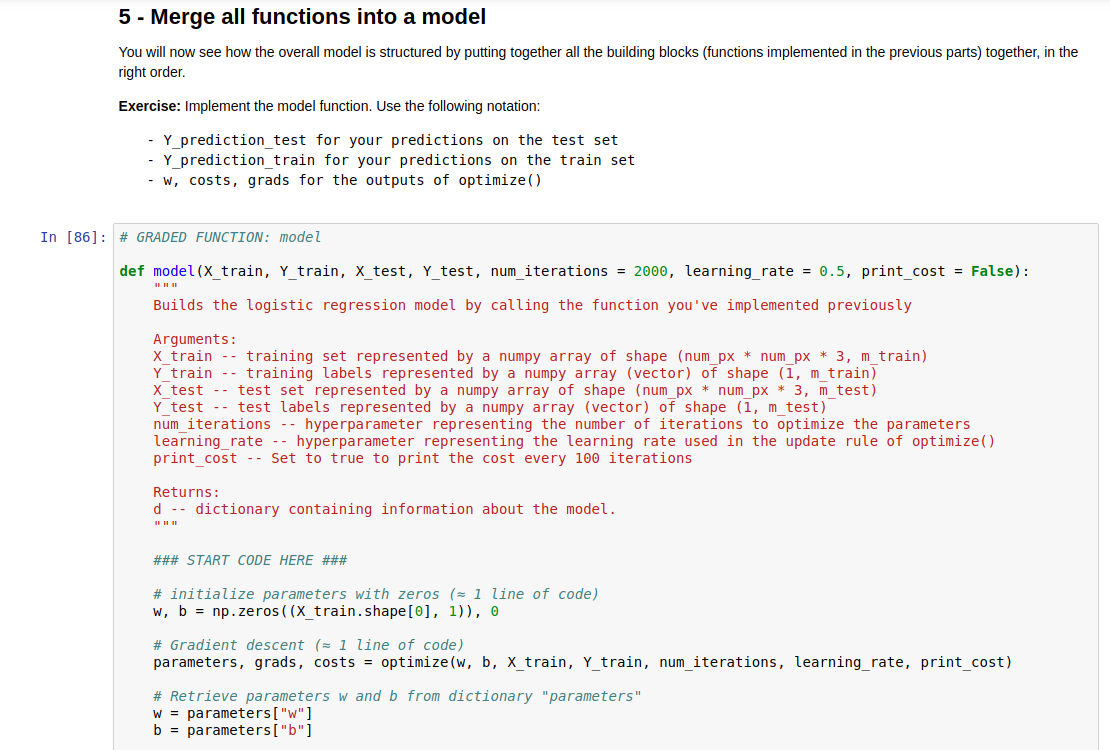 5 - Merge all functions into a model
You will now see how the overall model is structured by putting together all the building blocks (functions implemented in the previous parts) together, in the
right order.
Exercise: Implement the model function. Use the following notation:
- Y_prediction_test for your predictions on the test set
- Y_prediction_train for your predictions on the train set
- w, costs, grads for the outputs of optimize()
In [86]: # GRADED FUNCTION: model
def model(X_train, Y_train, X_test, Y_test, num_iterations = 2000, learning_rate = 0.5, print_cost = False):
"""
Builds the logistic regression model by calling the function you've implemented previously
Arguments:
X_train -- training set represented by a numpy array of shape (num_px * num_px * 3, m_train)
Y_train -- training labels represented by a numpy array (vector) of shape (1, m_train)
X_test -- test set represented by a numpy array of shape (num_px * num_px * 3, m_test)
Y_test -- test labels represented by a numpy array (vector) of shape (1, m_test)
num_iterations -- hyperparameter representing the number of iterations to optimize the parameters
learning_rate -- hyperparameter representing the learning rate used in the update rule of optimize()
print_cost -- Set to true to print the cost every 100 iterations
Returns:
d -- dictionary containing information about the model.
"""
### START CODE HERE ###
# initialize parameters with zeros (≈ 1 line of code)
w, b = np.zeros((X_train.shape[0], 1)), 0
# Gradient descent (≈ 1 line of code)
parameters, grads, costs = optimize(w, b, X_train, Y_train, num_iterations, learning_rate, print_cost)
# Retrieve parameters w and b from dictionary "parameters"
w = parameters["w"]
b = parameters["b"]